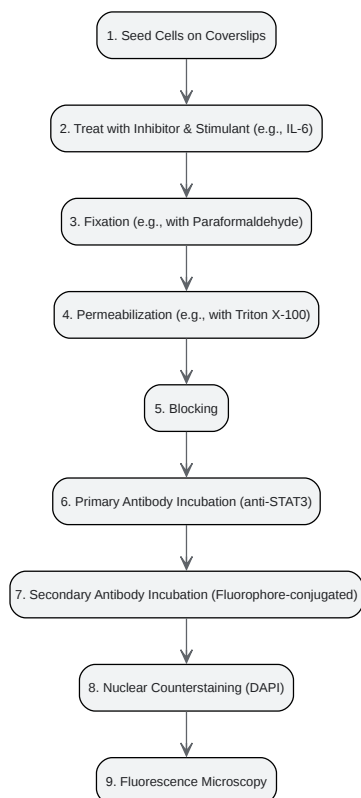 1. Seed Cells on Coverslips
2. Treat with Inhibitor & Stimulant (e.g., IL-6)
3. Fixation (e.g., with Paraformaldehyde)
4. Permeabilization (e.g., with Triton X-100)
5. Blocking
6. Primary Antibody Incubation (anti-STAT3)
7. Secondary Antibody Incubation (Fluorophore-conjugated)
8. Nuclear Counterstaining (DAPI)
9. Fluorescence Microscopy